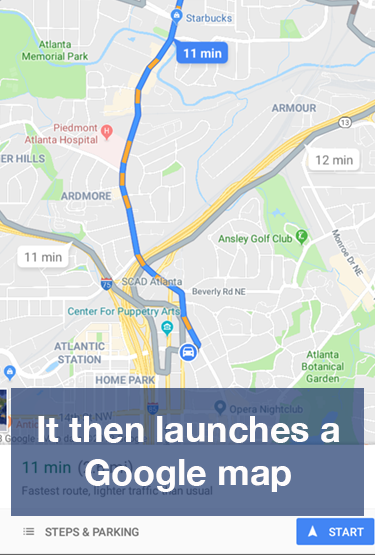 Starbucks
11 min
Atlanta
Memorial Park
ARMOUR
13
Piedmont
Atlanta Hospital
12 min
ER HILLS
ARDMORE
Ansley Golf Club
Monroe Dr NE
11 min
75
SCAD Atlanta
Beverly Rd NE
Center For Puppetry Arts
ATLANTIC
STATION
Atlanta
Botanical
Garden
HOME PARK
14th St NW
Opera Nightclub
Google
It then launches a
Google map
11 min
Fastest route, lighter traffic than usual
STEPS & PARKING
START